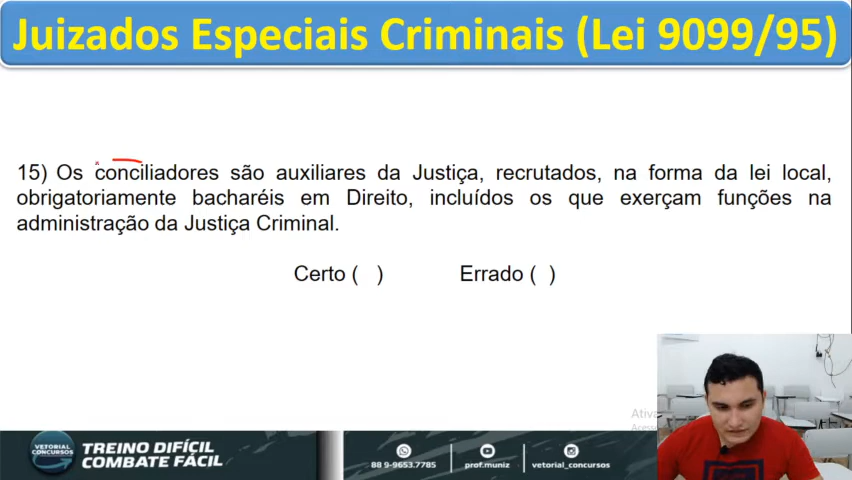 Juizados Especiais Criminais (Lei 9099/95)
15) Os conciliadores são auxiliares da Justiça, recrutados, na forma da lei local,
obrigatoriamente bacharéis em Direito, incluídos os que exerçam funções na
administração da Justiça Criminal.
Certo ( ) Errado ( )
Ativa
Acesse
VETORIAL
CONCURSOS
TREINO DIFÍCIL
COMBATE FÁCIL
88 9-9653.7785
prof.muniz
vetorial_concursos